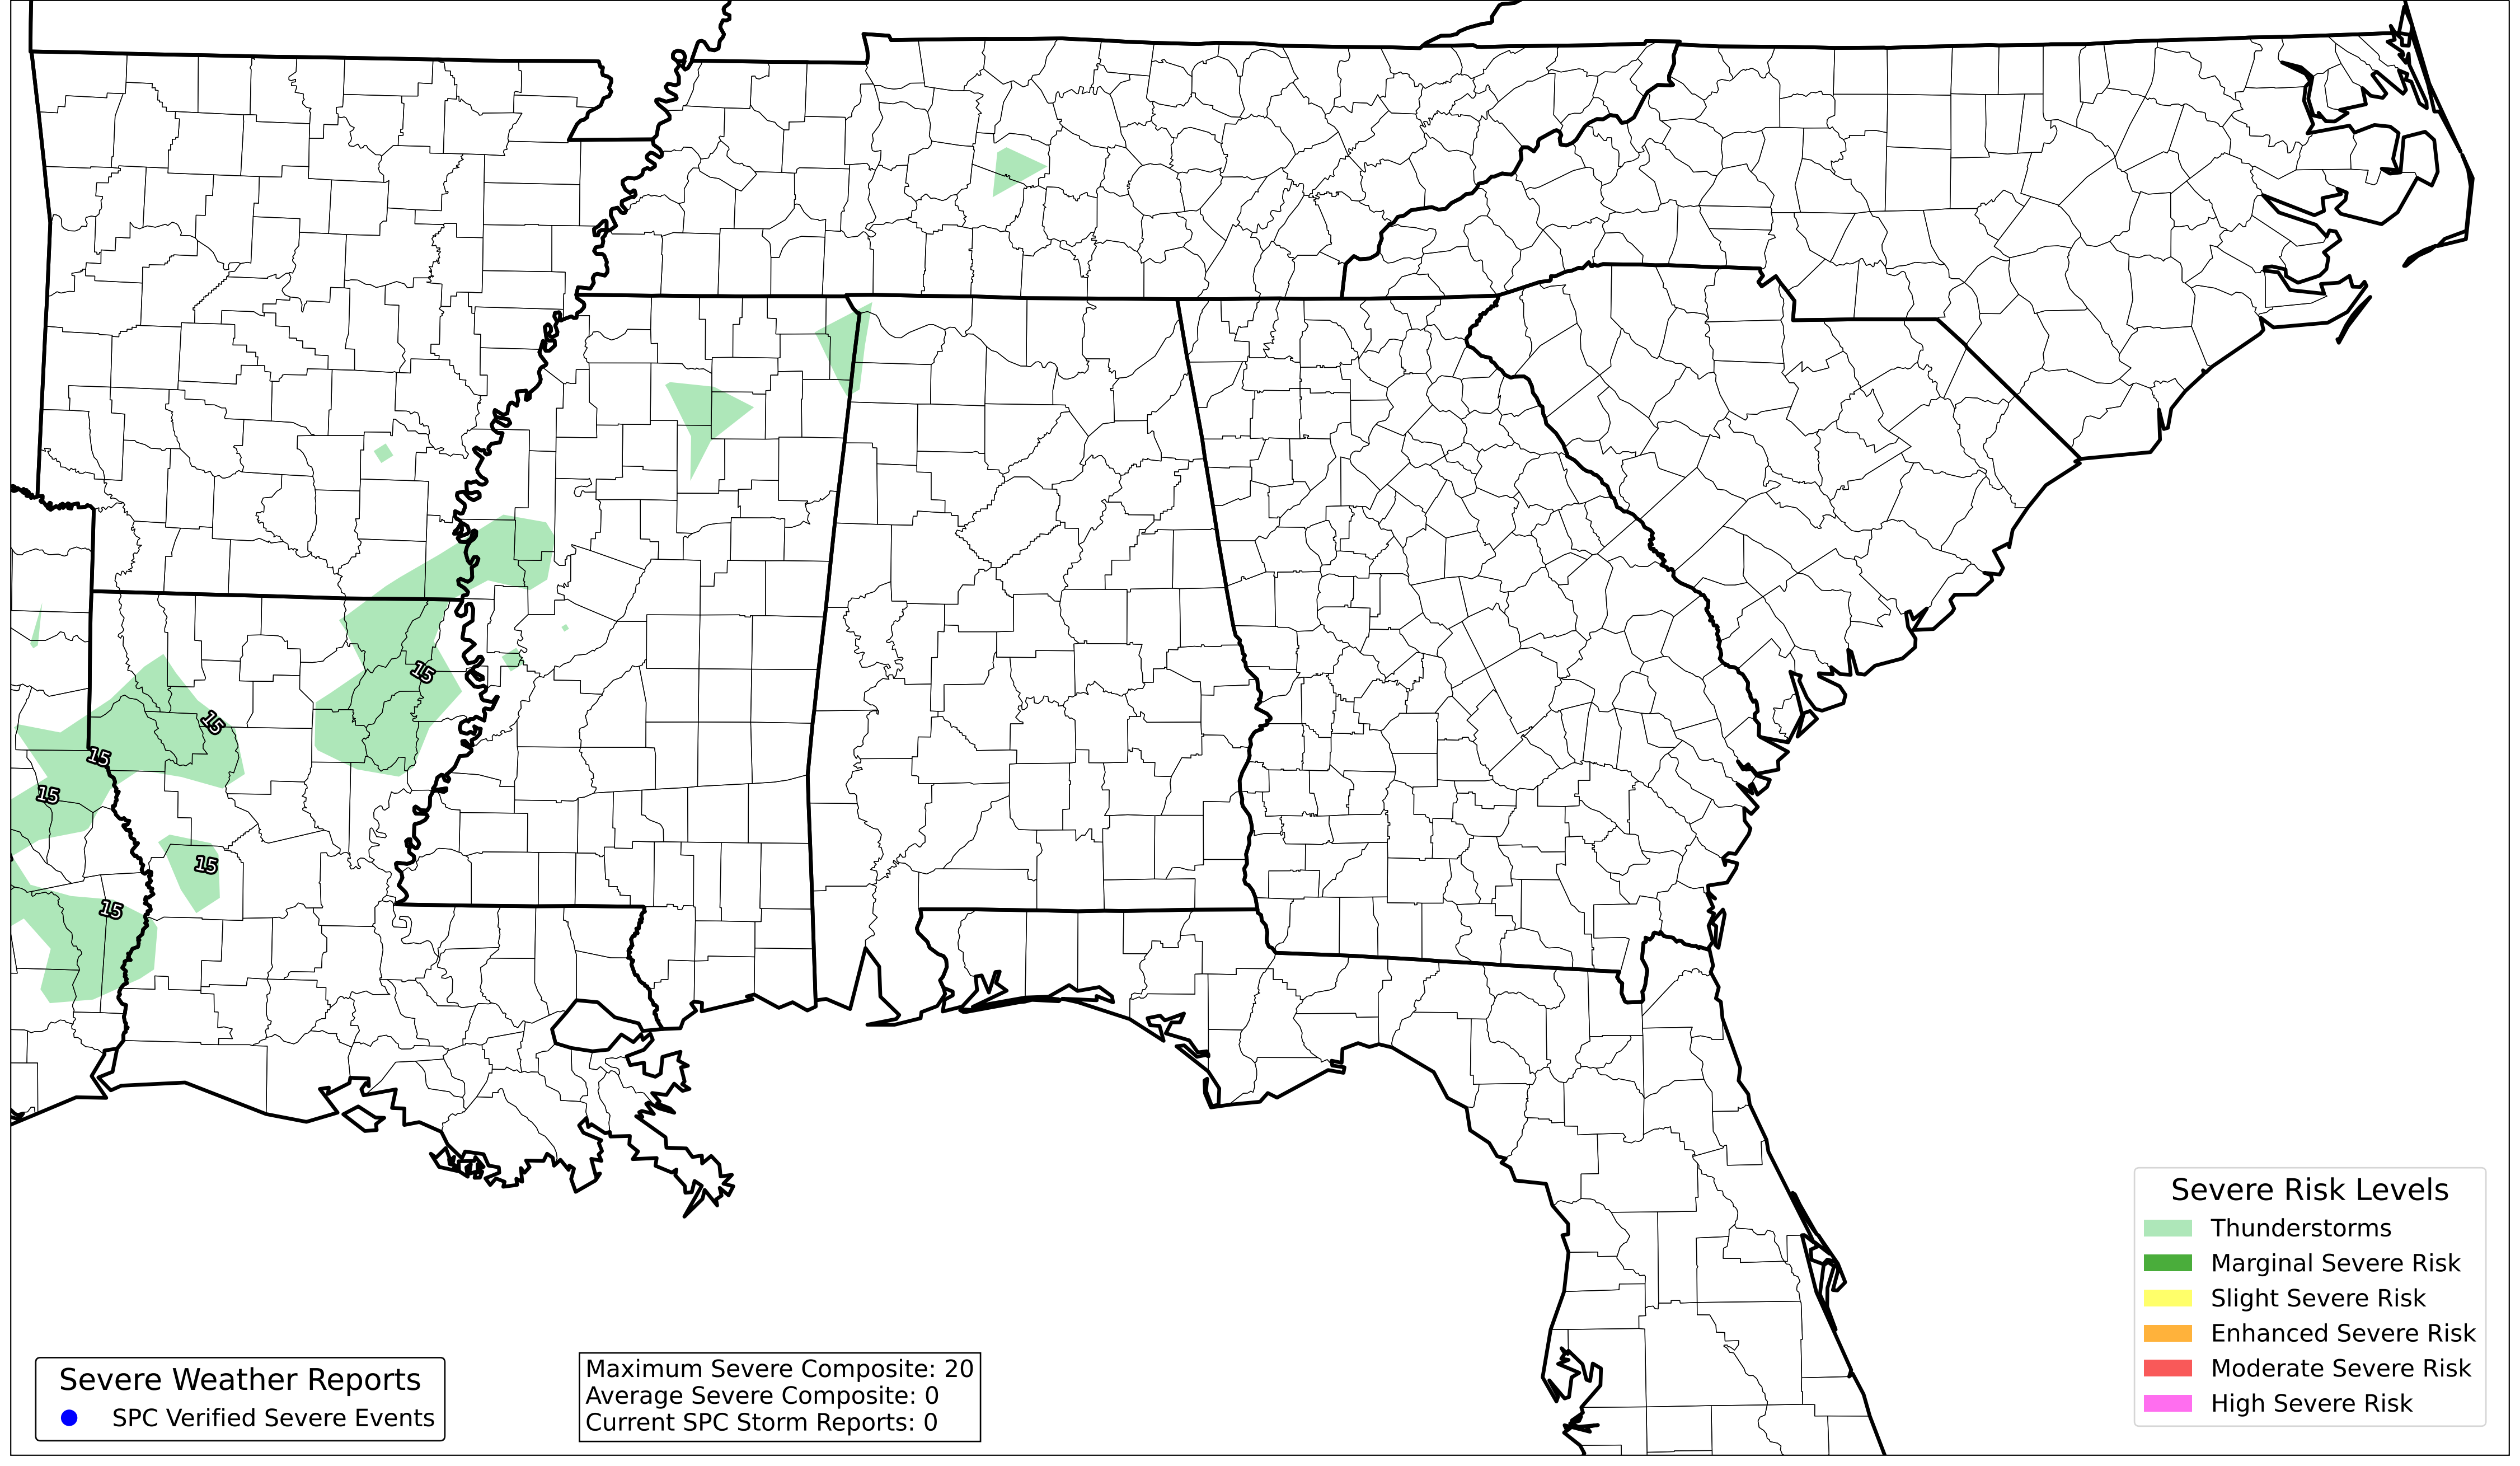 15
15
15
15
15
15
Severe Risk Levels
Thunderstorms
Marginal Severe Risk
Slight Severe Risk
Enhanced Severe Risk
Moderate Severe Risk
High Severe Risk
Severe Weather Reports
SPC Verified Severe Events
Maximum Severe Composite: 20
Average Severe Composite: 0
Current SPC Storm Reports: 0